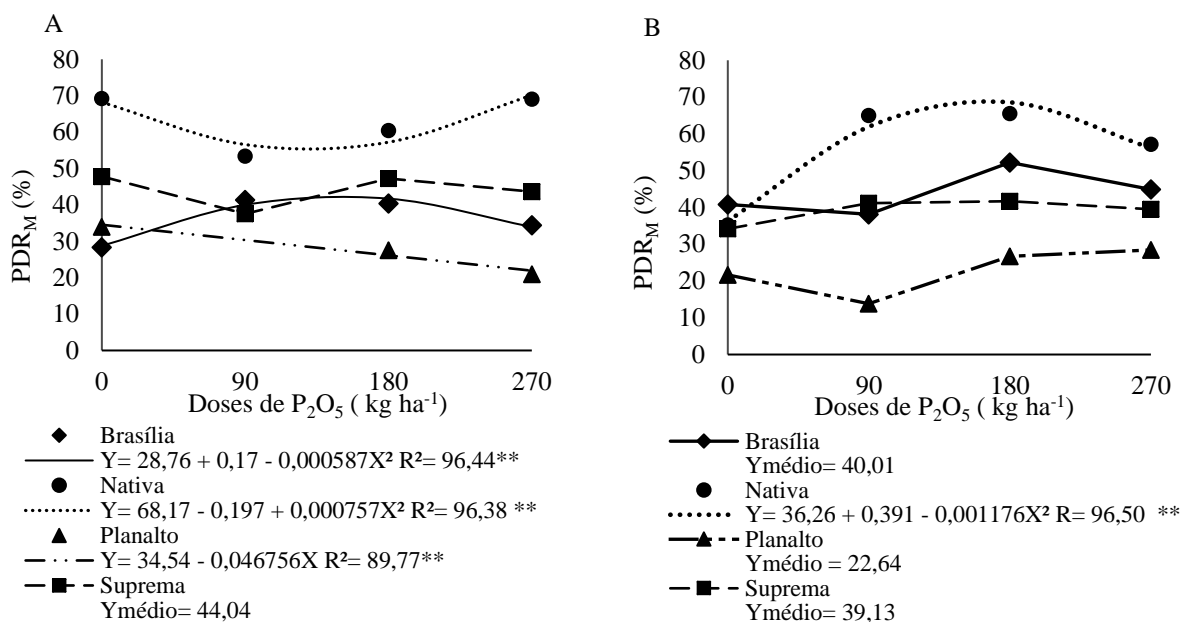 A
PDR_M (%)
80
70
60
50
40
30
20
10
0
0 90 180 270
Doses de P₂O₅ ( kg ha⁻¹)
Brasília
Y= 28,76 + 0,17 - 0,000587X² R²= 96,44**
Nativa
Y= 68,17 - 0,197 + 0,000757X² R²= 96,38 **
Planalto
Y= 34,54 - 0,046756X R²= 89,77**
Suprema
Ymédio= 44,04
B
PDR_M (%)
80
70
60
50
40
30
20
10
0
0 90 180 270
Doses de P₂O₅ ( kg ha⁻¹)
Brasília
Ymédio= 40,01
Nativa
Y= 36,26 + 0,391 - 0,001176X² R= 96,50 **
Planalto
Ymédio = 22,64
Suprema
Ymédio= 39,13